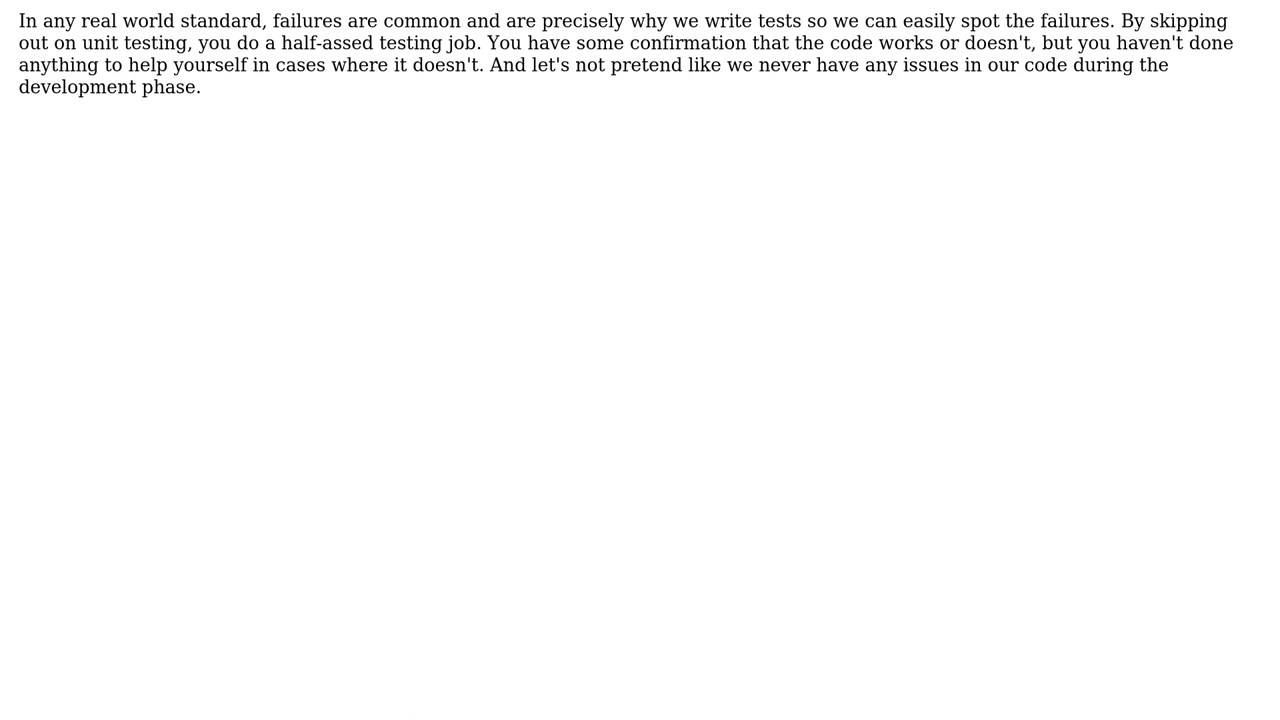 In any real world standard, failures are common and are precisely why we write tests so we can easily spot the failures. By skipping
out on unit testing, you do a half-assed testing job. You have some confirmation that the code works or doesn't, but you haven't done
anything to help yourself in cases where it doesn't. And let's not pretend like we never have any issues in our code during the
development phase.